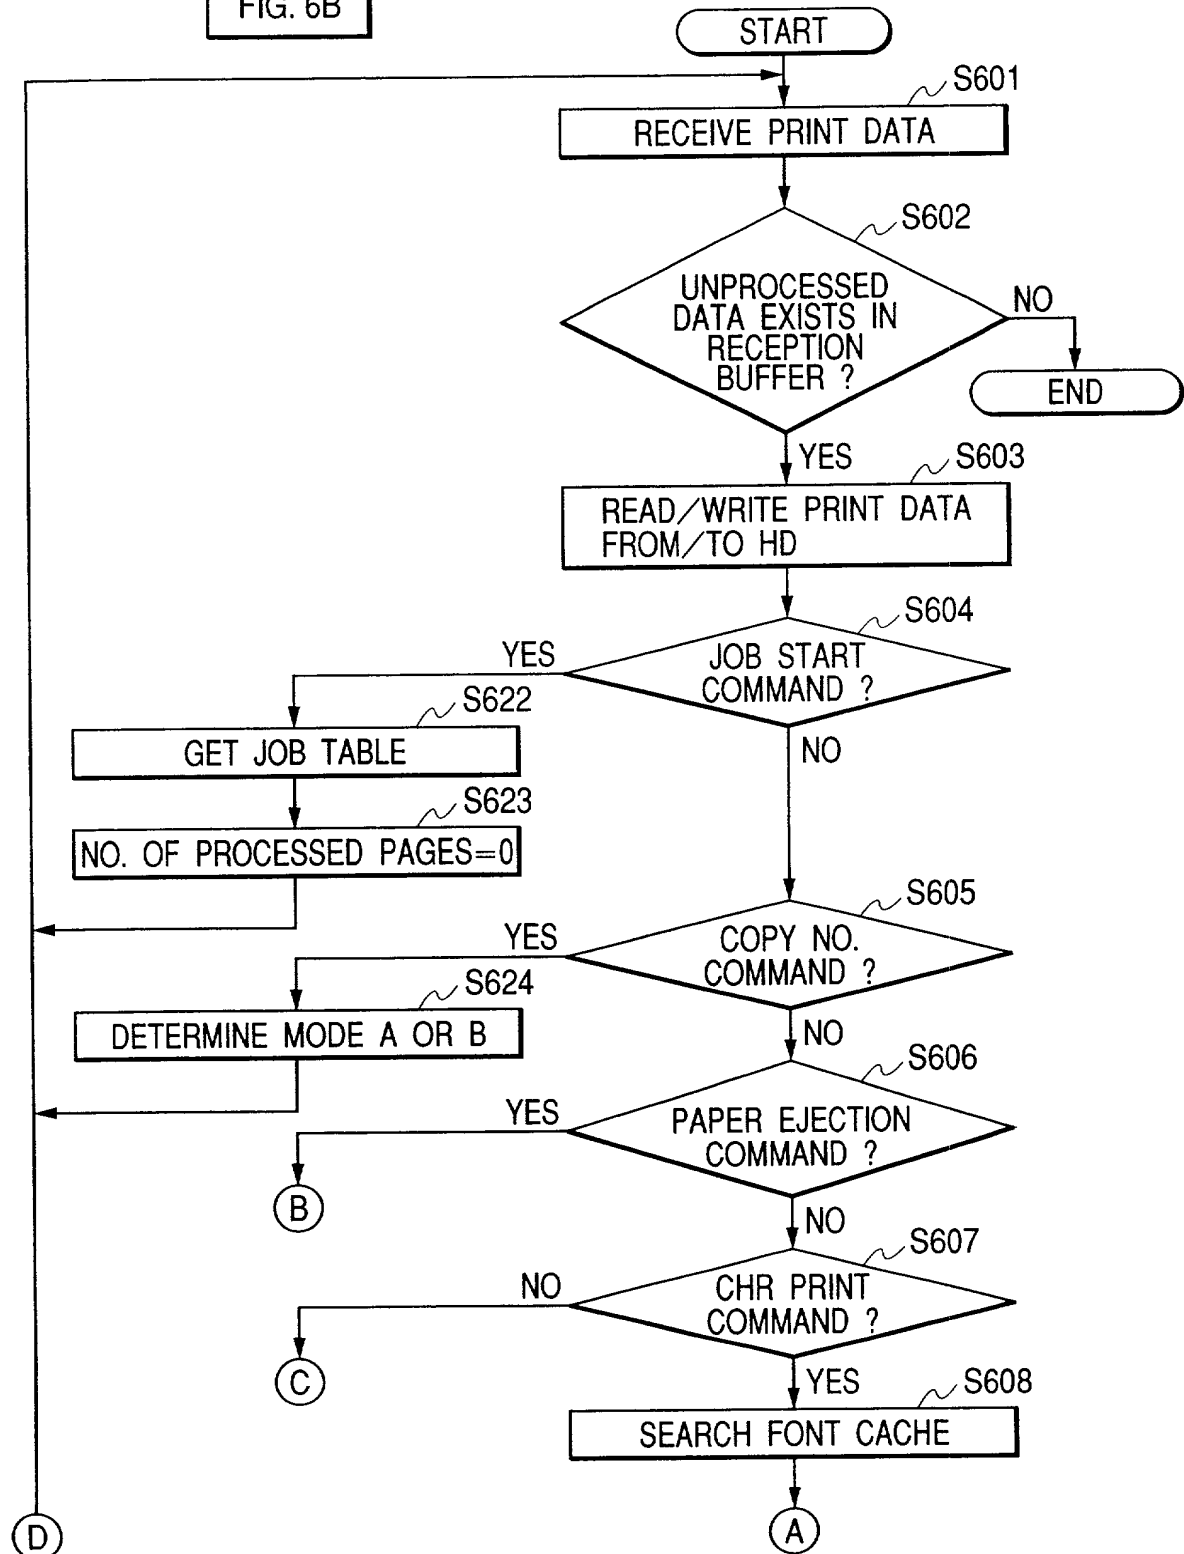 FIG. 6B
START
S601
RECEIVE PRINT DATA
S602
UNPROCESSED
DATA EXISTS IN
RECEPTION
BUFFER ?
NO
END
YES
S603
READ/WRITE PRINT DATA
FROM/TO HD
S604
JOB START
COMMAND ?
YES
S622
GET JOB TABLE
NO
S623
NO. OF PROCESSED PAGES=0
S605
COPY NO.
COMMAND ?
YES
S624
DETERMINE MODE A OR B
NO
S606
PAPER EJECTION
COMMAND ?
YES
B
NO
S607
CHR PRINT
COMMAND ?
NO
C
YES
S608
SEARCH FONT CACHE
D
A